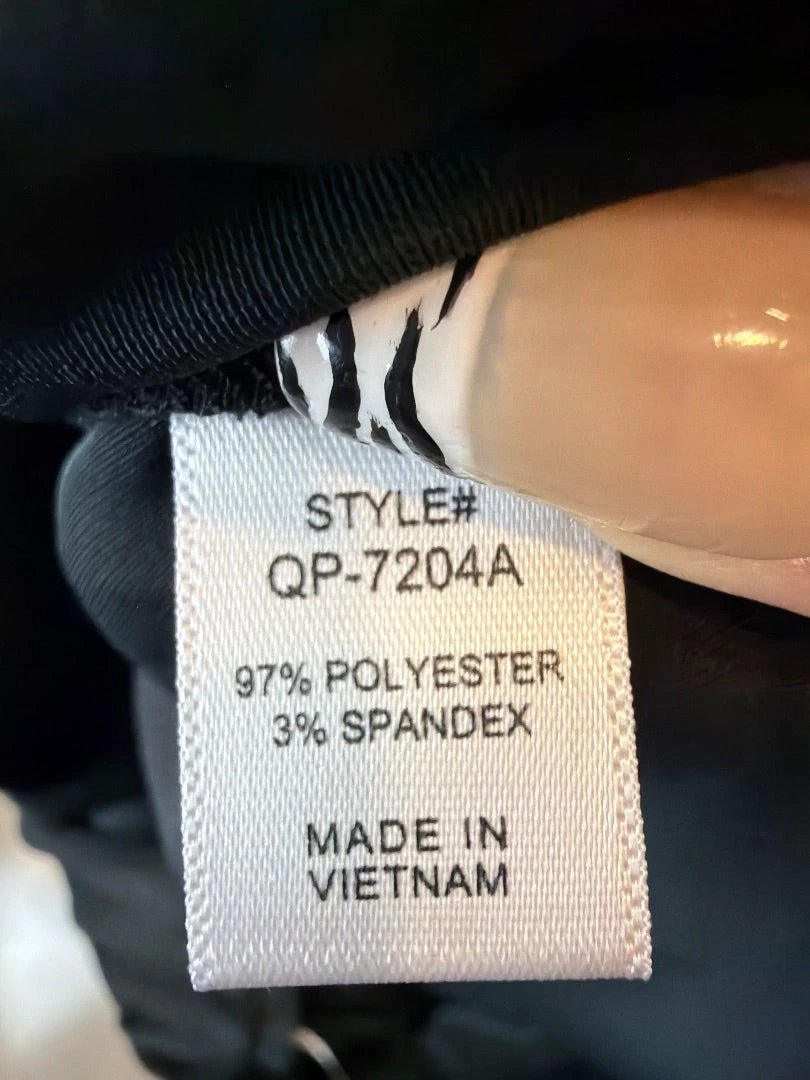 STYLE#
QP-7204A
97% POLYESTER
3% SPANDEX
MADE IN
VIETNAM